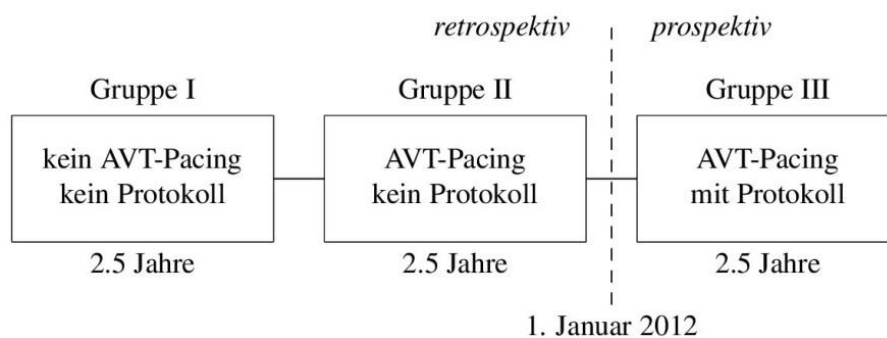 retrospektiv prospektiv
Gruppe I Gruppe II Gruppe III
kein AVT-Pacing AVT-Pacing AVT-Pacing
kein Protokoll kein Protokoll mit Protokoll
2.5 Jahre 2.5 Jahre 2.5 Jahre
1. Januar 2012